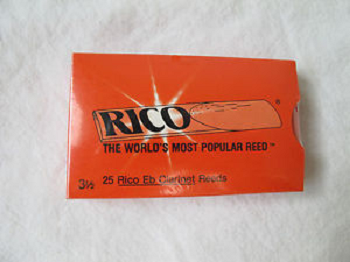 RICO ®
THE WORLD'S MOST POPULAR REED™
3½ 25 Rico Eb Clarinet Reeds